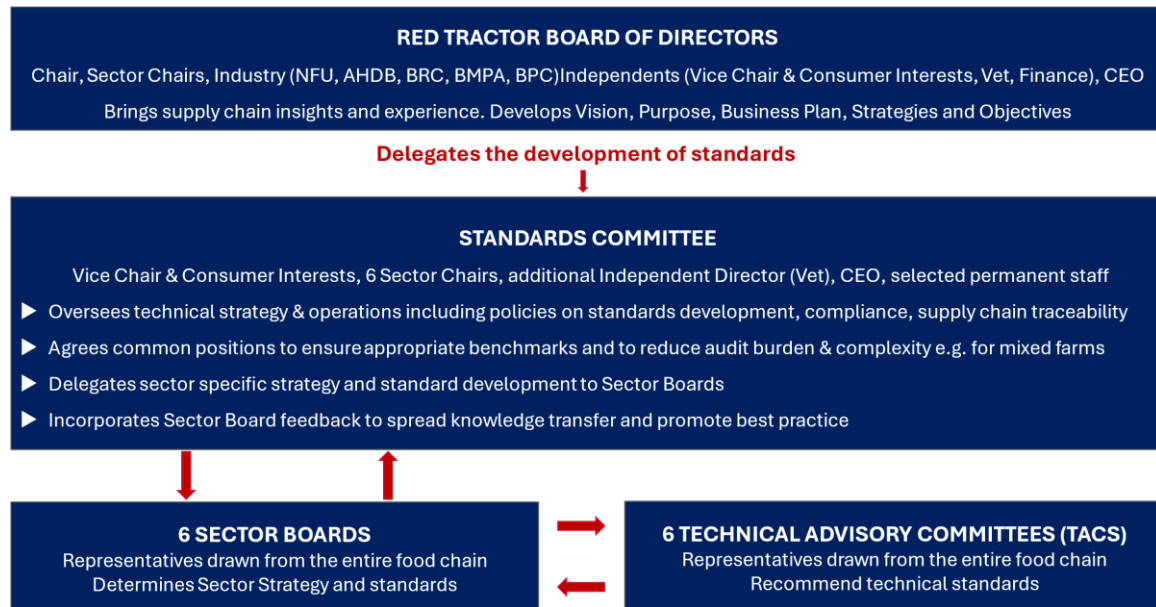 RED TRACTOR BOARD OF DIRECTORS
Chair, Sector Chairs, Industry (NFU, AHDB, BRC, BMPA, BPC)Independents (Vice Chair & Consumer Interests, Vet, Finance), CEO
Brings supply chain insights and experience. Develops Vision, Purpose, Business Plan, Strategies and Objectives
Delegates the development of standards
STANDARDS COMMITTEE
Vice Chair & Consumer Interests, 6 Sector Chairs, additional Independent Director (Vet), CEO, selected permanent staff
▶ Oversees technical strategy & operations including policies on standards development, compliance, supply chain traceability
▶ Agrees common positions to ensure appropriate benchmarks and to reduce audit burden & complexity e.g. for mixed farms
▶ Delegates sector specific strategy and standard development to Sector Boards
▶ Incorporates Sector Board feedback to spread knowledge transfer and promote best practice
6 SECTOR BOARDS
Representatives drawn from the entire food chain
Determines Sector Strategy and standards
6 TECHNICAL ADVISORY COMMITTEES (TACS)
Representatives drawn from the entire food chain
Recommend technical standards